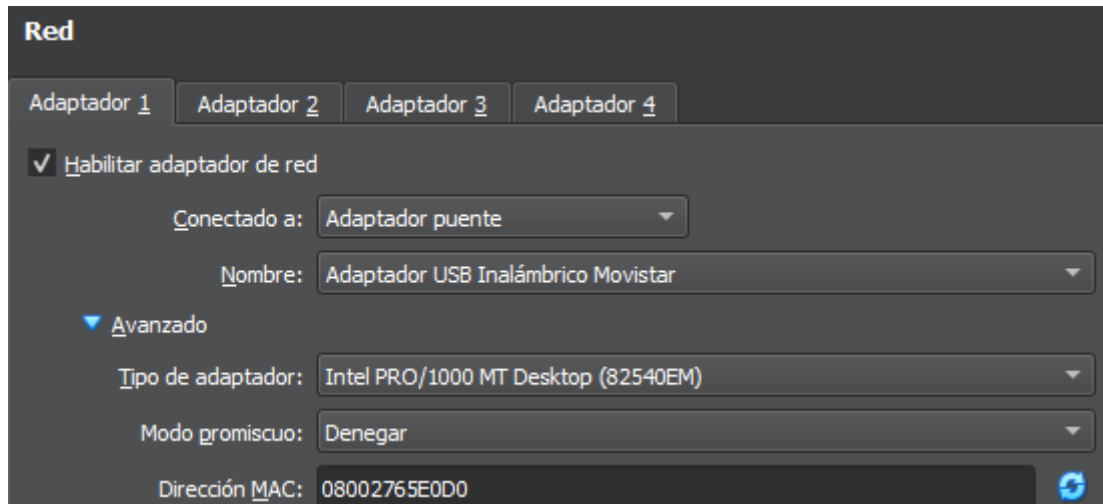 Red
Adaptador 1 Adaptador 2 Adaptador 3 Adaptador 4
Habilitar adaptador de red
Conectado a: Adaptador puente
Nombre: Adaptador USB Inalámbrico Movistar
Avanzado
Tipo de adaptador: Intel PRO/1000 MT Desktop (82540EM)
Modo promiscuo: Denegar
Dirección MAC: 08002765E0D0